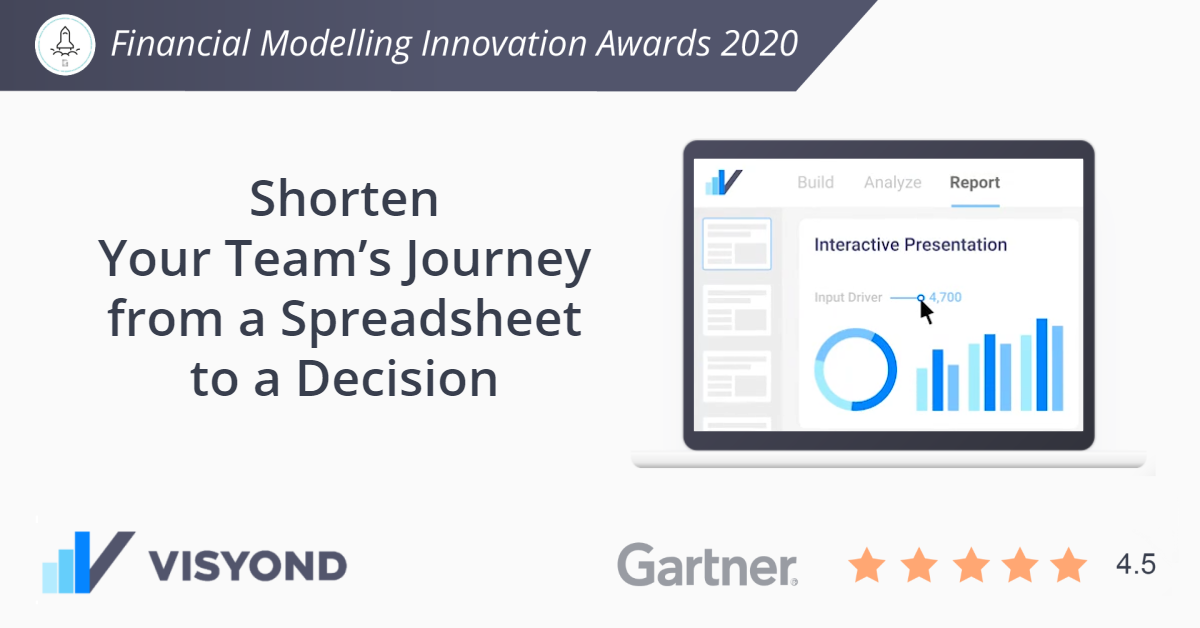 Financial Modelling Innovation Awards 2020
Shorten
Your Team’s Journey
from a Spreadsheet
to a Decision
Build Analyze Report
Interactive Presentation
Input Driver 4,700
VISYOND
Gartner 4.5